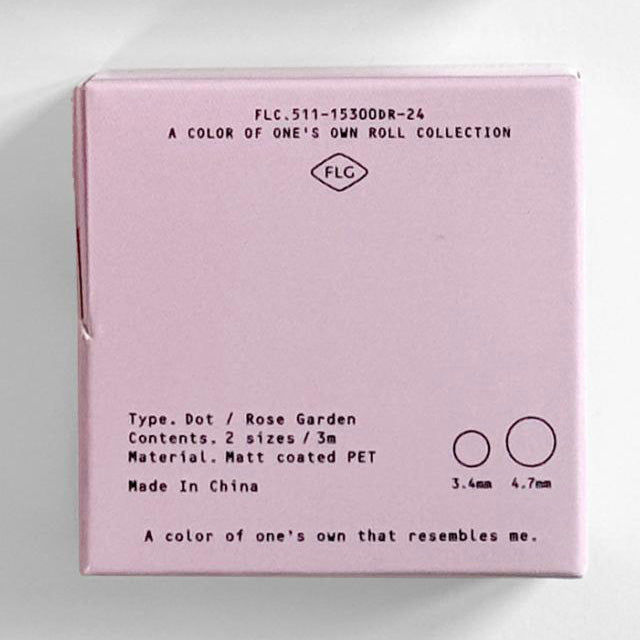 FLC.511-15300DR-24
A COLOR OF ONE'S OWN ROLL COLLECTION
FLG
Type. Dot / Rose Garden
Contents. 2 sizes / 3m
Material. Matt coated PET
3.4mm 4.7mm
Made In China
A color of one's own that resembles me.